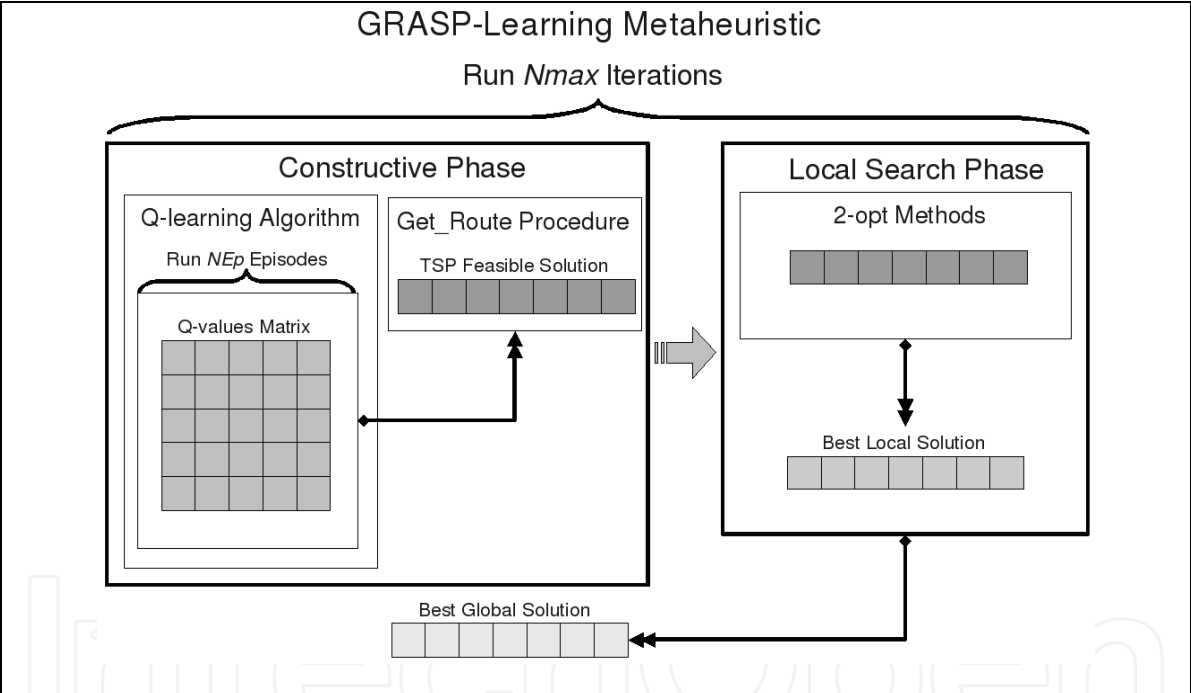 GRASP-Learning Metaheuristic
Run Nmax Iterations
Constructive Phase
Q-learning Algorithm
Run NEp Episodes
Q-values Matrix
Get_Route Procedure
TSP Feasible Solution
Local Search Phase
2-opt Methods
Best Local Solution
Best Global Solution
IntechOpen